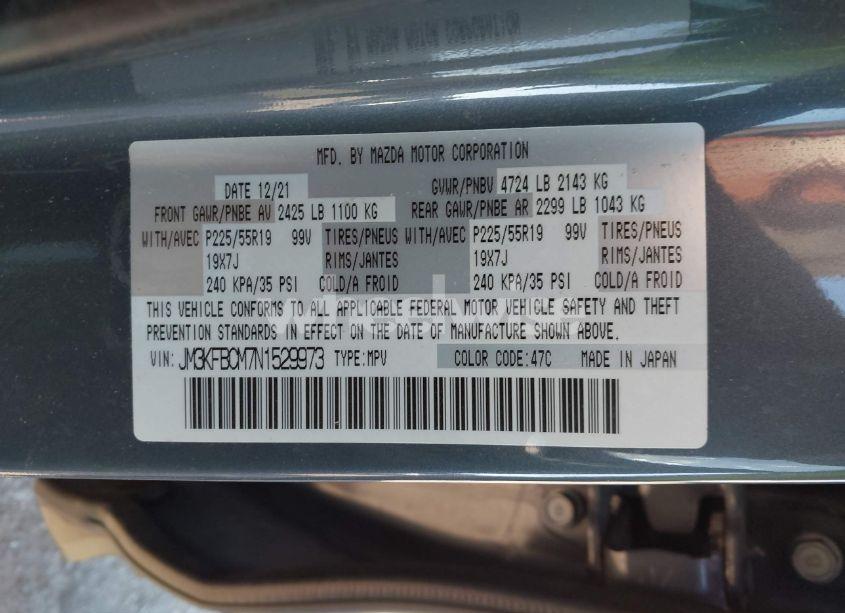 MFD. BY MAZDA MOTOR CORPORATION
DATE 12/21 GVWR/PNBV 4724 LB 2143 KG
FRONT GAWR/PNBE AV 2425 LB 1100 KG REAR GAWR/PNBE AR 2299 LB 1043 KG
WITH/AVEC P225/55R19 99V TIRES/PNEUS WITH/AVEC P225/55R19 99V TIRES/PNEUS
19X7J RIMS/JANTES 19X7J RIMS/JANTES
240 KPA/35 PSI COLD/A FROID 240 KPA/35 PSI COLD/A FROID
THIS VEHICLE CONFORMS TO ALL APPLICABLE FEDERAL MOTOR VEHICLE SAFETY AND THEFT
PREVENTION STANDARDS IN EFFECT ON THE DATE OF MANUFACTURE SHOWN ABOVE.
VIN: JM3KFBCM7N1529973 TYPE:MPV COLOR CODE:47C MADE IN JAPAN